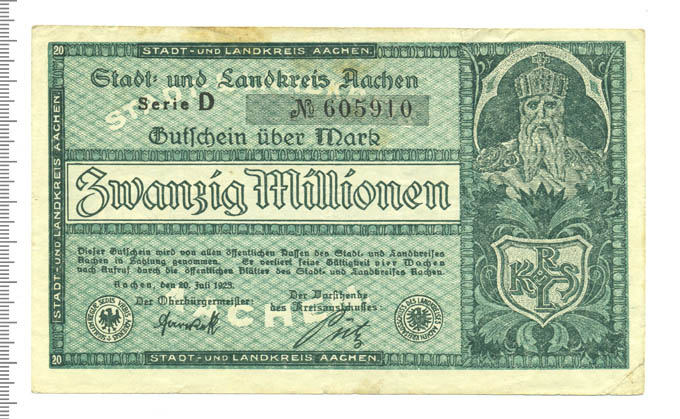 20 STADT- UND LANDKREIS AACHEN.
STADT- UND LANDKREIS AACHEN.
Stadt- und Landkreis Aachen
Serie D № 605910
Gutschein über Mark
Zwanzig Millionen
Dieser Gutschein wird von allen öffentlichen Kassen des Stadt- und Landkreises
Aachen in Zahlung genommen. Er verliert seine Gültigkeit vier Wochen
nach Aufruf durch die öffentlichen Blätter des Stadt- und Landkreises Aachen.
Aachen, den 20. Juli 1923.
Der Oberbürgermeister:
Der Vorsitzende
des Kreisausschusses:
AACHEN
20 STADT- UND LANDKREIS AACHEN.
K R L S